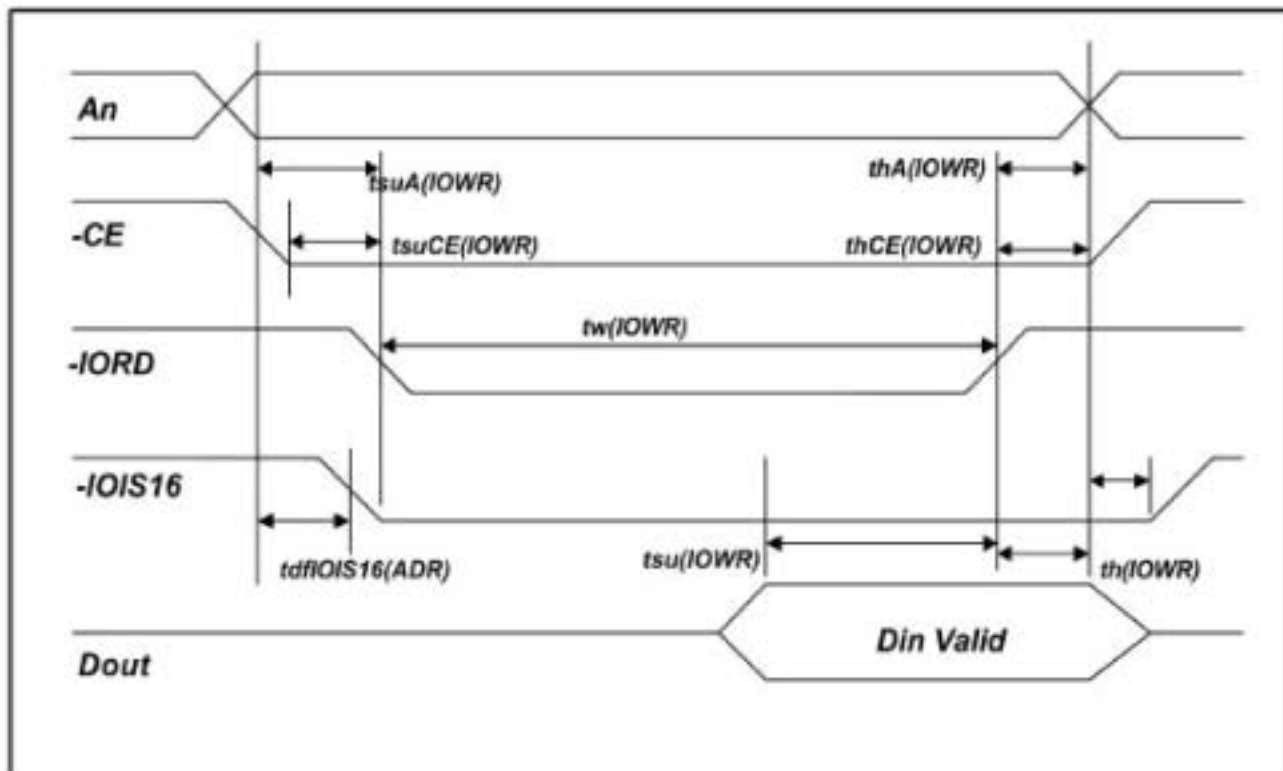 An
tsuA(IOWR)
thA(IOWR)
-CE
tsuCE(IOWR)
thCE(IOWR)
tw(IOWR)
-IORD
-IOIS16
tdfIOIS16(ADR)
tsu(IOWR)
th(IOWR)
Din Valid
Dout